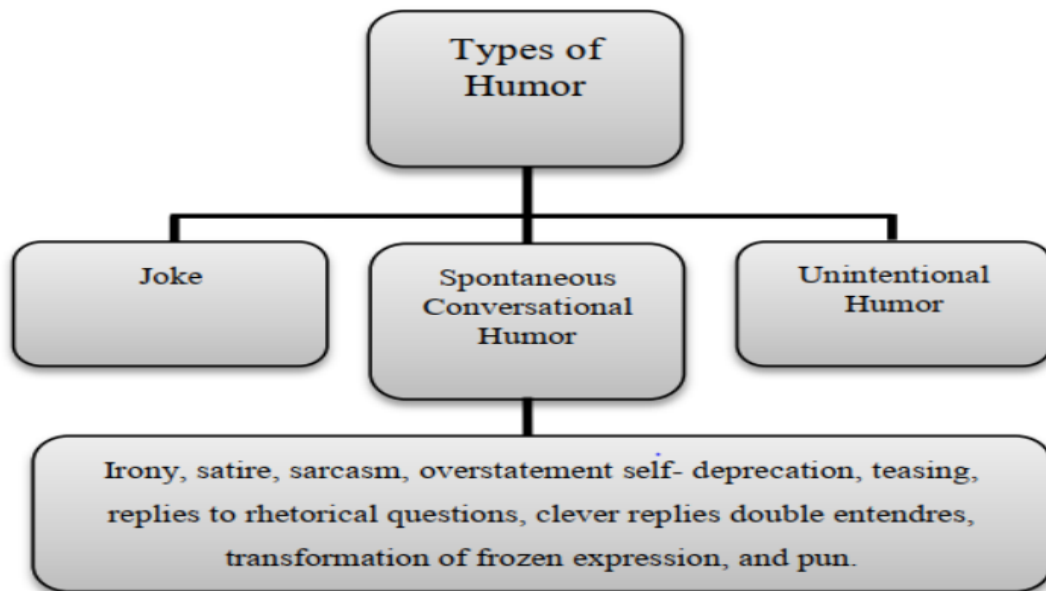 Types of
Humor
Joke
Spontaneous
Conversational
Humor
Unintentional
Humor
Irony, satire, sarcasm, overstatement self- deprecation, teasing,
replies to rhetorical questions, clever replies double entendres,
transformation of frozen expression, and pun.